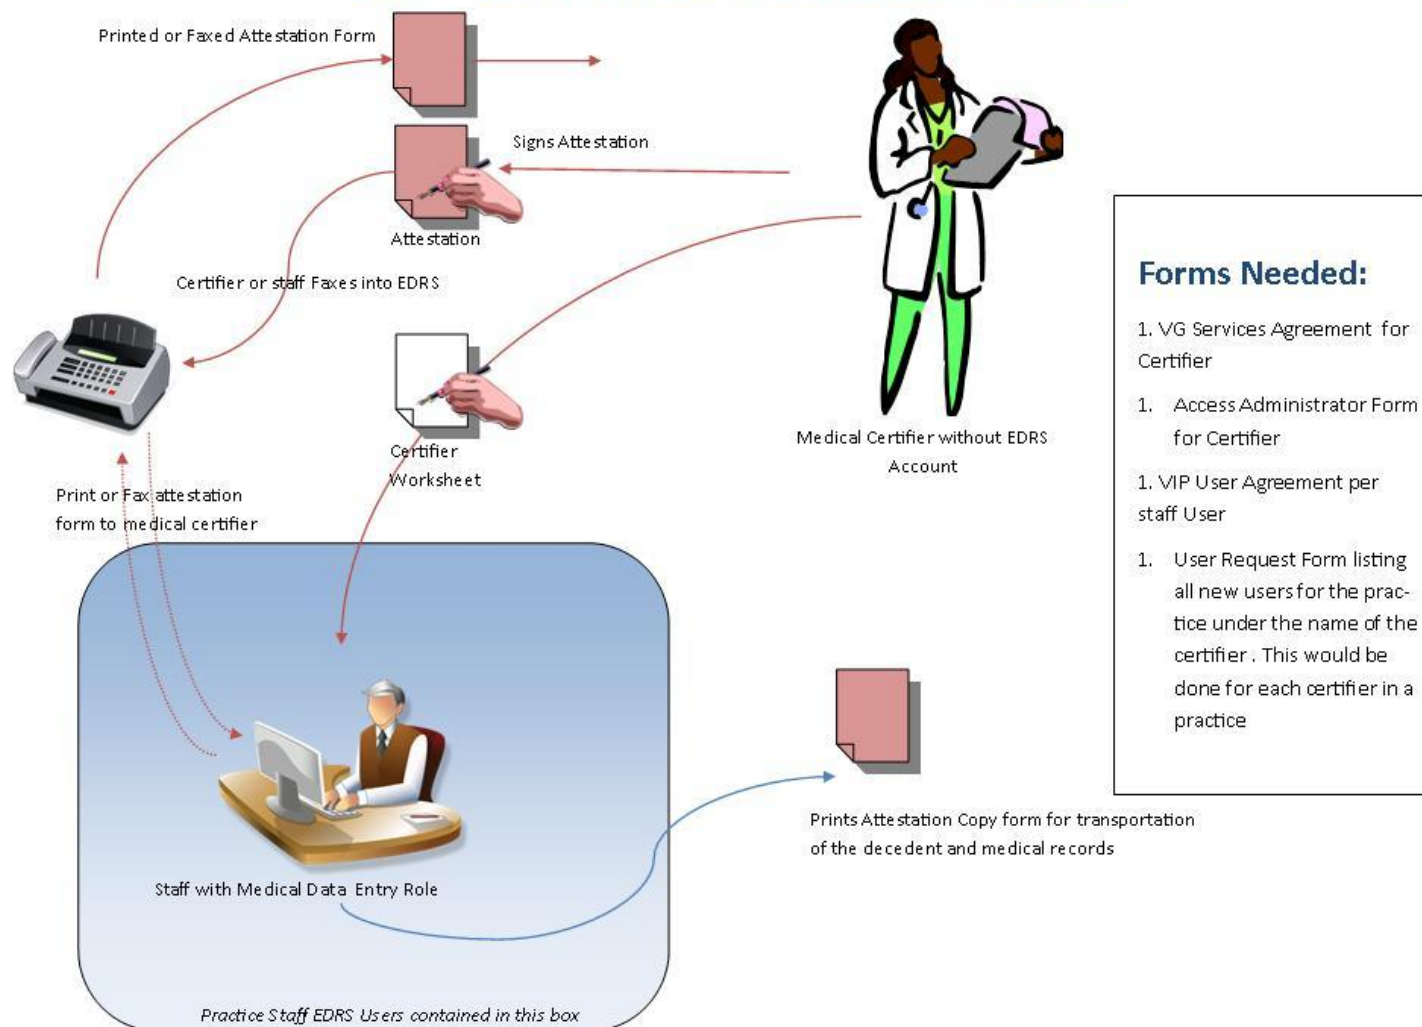 Printed or Faxed Attestation Form
Signs Attestation
Attestation
Certifier or staff Faxes into EDRS
Certifier
Worksheet
Medical Certifier without EDRS
Account
Print or Fax attestation
form to medical certifier
Staff with Medical Data Entry Role
Practice Staff EDRS Users contained in this box
Prints Attestation Copy form for transportation
of the decedent and medical records
Forms Needed:
1. VG Services Agreement for
Certifier
1. Access Administrator Form
for Certifier
1. VIP User Agreement per
staff User
1. User Request Form listing
all new users for the prac-
tice under the name of the
certifier . This would be
done for each certifier in a
practice